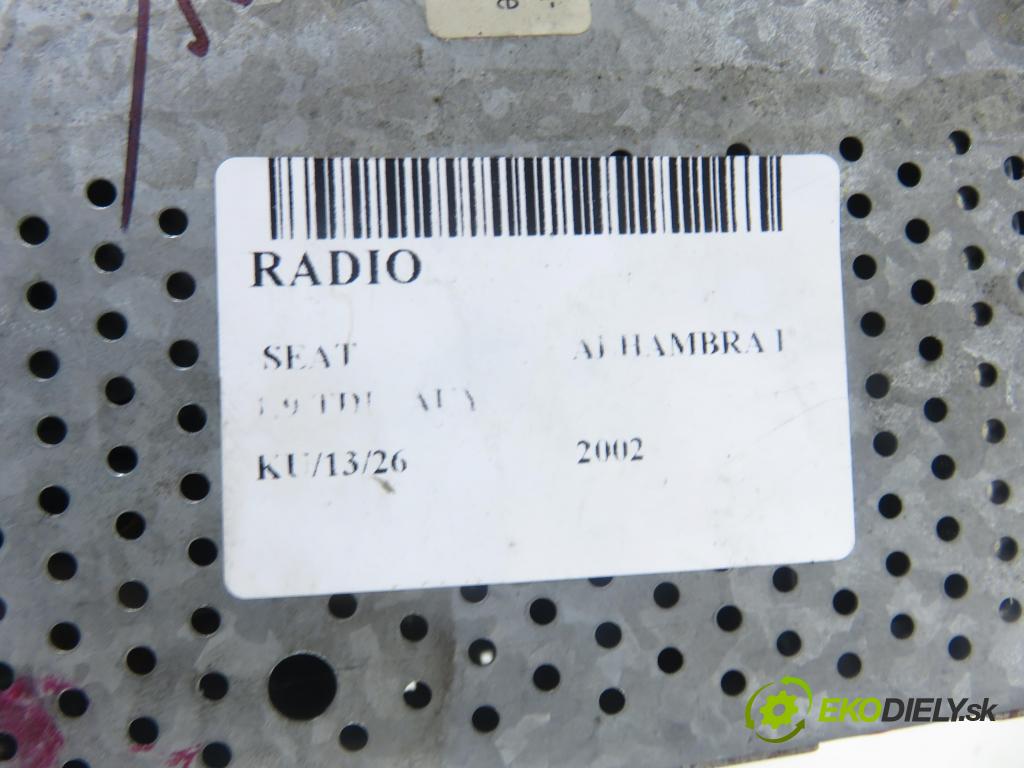 RADIO
SEAT ALHAMBRA I
1.9 TDI AUY
KU/13/26 2002
EKODIELY.sk